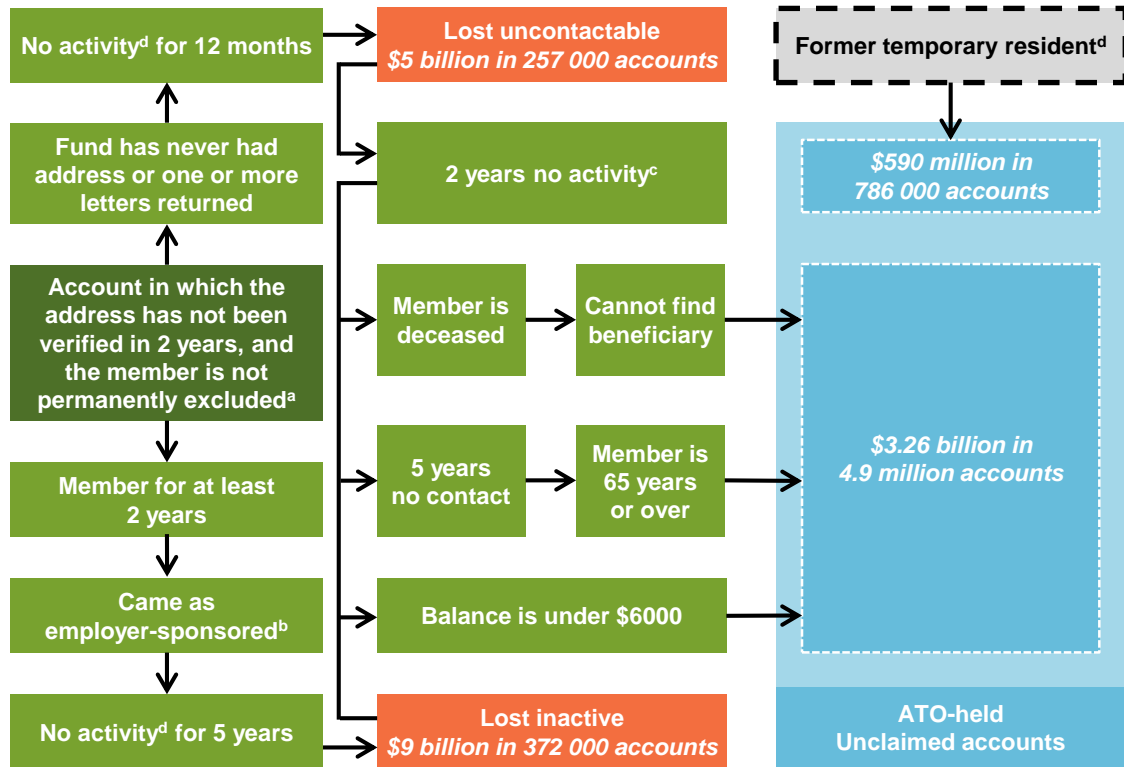 No activityᵈ for 12 months
Fund has never had
address or one or more
letters returned
Account in which the
address has not been
verified in 2 years, and
the member is not
permanently excludedᵃ
Member for at least
2 years
Came as
employer-sponsoredᵇ
No activityᵈ for 5 years
Lost uncontactable
$5 billion in 257 000 accounts
2 years no activityᶜ
Member is
deceased
Cannot find
beneficiary
5 years
no contact
Member is
65 years
or over
Balance is under $6000
Lost inactive
$9 billion in 372 000 accounts
Former temporary residentᵈ
$590 million in
786 000 accounts
$3.26 billion in
4.9 million accounts
ATO-held
Unclaimed accounts